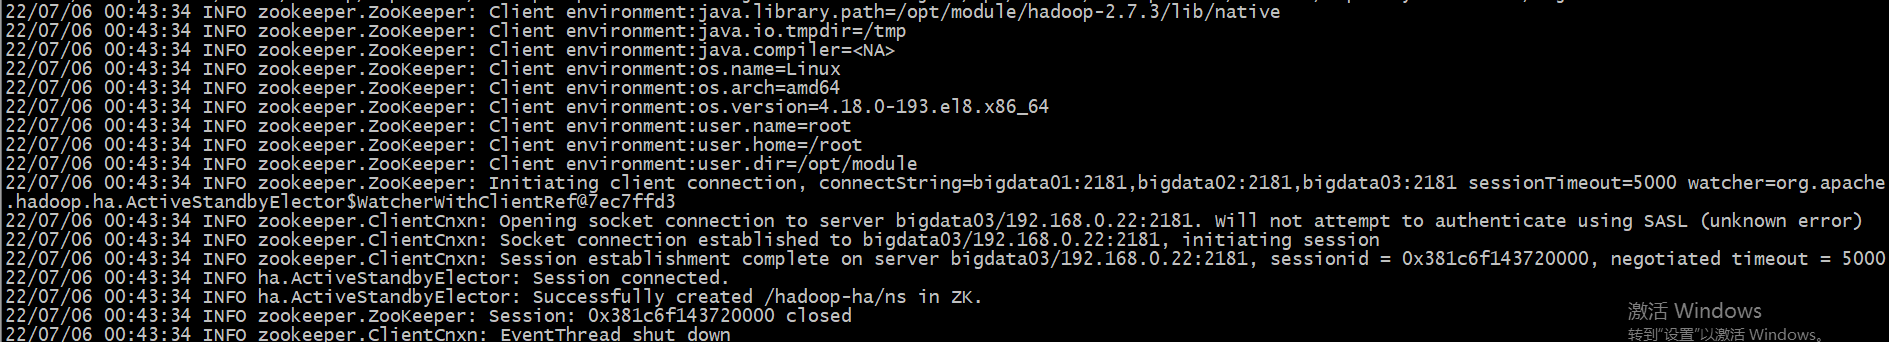 22/07/06 00:43:34 INFO zookeeper.ZooKeeper: Client environment:java.library.path=/opt/module/hadoop-2.7.3/lib/native
22/07/06 00:43:34 INFO zookeeper.ZooKeeper: Client environment:java.io.tmpdir=/tmp
22/07/06 00:43:34 INFO zookeeper.ZooKeeper: Client environment:java.compiler=<NA>
22/07/06 00:43:34 INFO zookeeper.ZooKeeper: Client environment:os.name=Linux
22/07/06 00:43:34 INFO zookeeper.ZooKeeper: Client environment:os.arch=amd64
22/07/06 00:43:34 INFO zookeeper.ZooKeeper: Client environment:os.version=4.18.0-193.el8.x86_64
22/07/06 00:43:34 INFO zookeeper.ZooKeeper: Client environment:user.name=root
22/07/06 00:43:34 INFO zookeeper.ZooKeeper: Client environment:user.home=/root
22/07/06 00:43:34 INFO zookeeper.ZooKeeper: Client environment:user.dir=/opt/module
22/07/06 00:43:34 INFO zookeeper.ZooKeeper: Initiating client connection, connectString=bigdata01:2181,bigdata02:2181,bigdata03:2181 sessionTimeout=5000 watcher=org.apache
.hadoop.ha.ActiveStandbyElector$WatcherWithClientRef@7ec7ffd3
22/07/06 00:43:34 INFO zookeeper.ClientCnxn: Opening socket connection to server bigdata03/192.168.0.22:2181. Will not attempt to authenticate using SASL (unknown error)
22/07/06 00:43:34 INFO zookeeper.ClientCnxn: Socket connection established to bigdata03/192.168.0.22:2181, initiating session
22/07/06 00:43:34 INFO zookeeper.ClientCnxn: Session establishment complete on server bigdata03/192.168.0.22:2181, sessionid = 0x381c6f143720000, negotiated timeout = 5000
22/07/06 00:43:34 INFO ha.ActiveStandbyElector: Session connected.
22/07/06 00:43:34 INFO ha.ActiveStandbyElector: Successfully created /hadoop-ha/ns in ZK.
22/07/06 00:43:34 INFO zookeeper.ZooKeeper: Session: 0x381c6f143720000 closed
22/07/06 00:43:34 INFO zookeeper.ClientCnxn: EventThread shut down
激活 Windows
转到"设置"以激活 Windows。